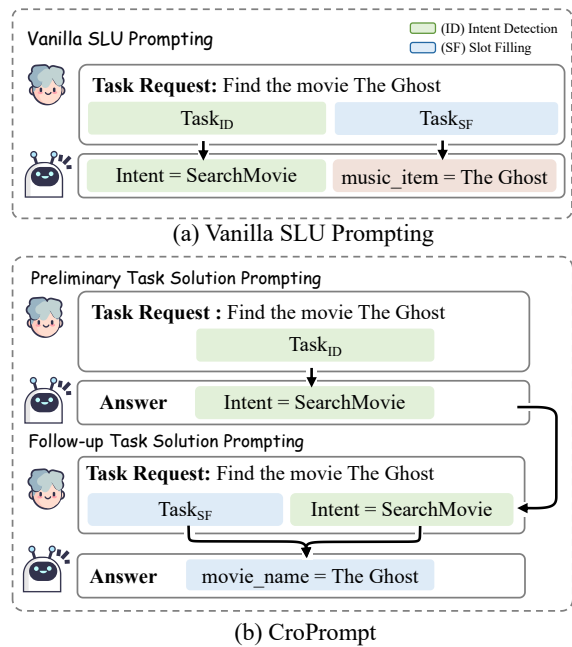 Vanilla SLU Prompting
(ID) Intent Detection
(SF) Slot Filling
Task Request: Find the movie The Ghost
TaskID
TaskSF
Intent = SearchMovie
music_item = The Ghost
(a) Vanilla SLU Prompting
Preliminary Task Solution Prompting
Task Request : Find the movie The Ghost
TaskID
Answer
Intent = SearchMovie
Follow-up Task Solution Prompting
Task Request: Find the movie The Ghost
TaskSF
Intent = SearchMovie
Answer
movie_name = The Ghost
(b) CroPrompt